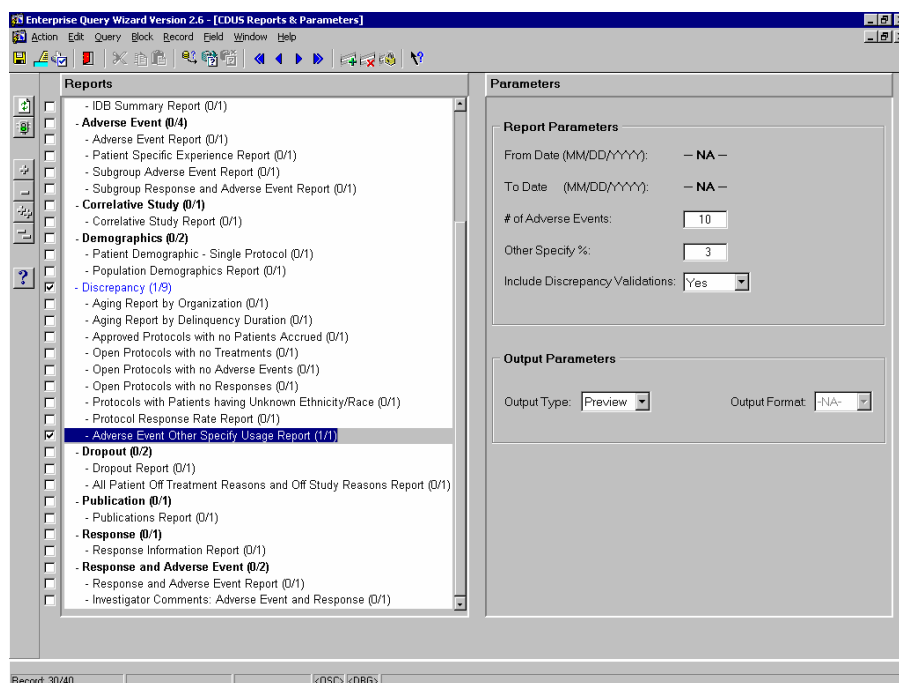 Enterprise Query Wizard Version 2.6 - [CDUS Reports & Parameters]
Action Edit Query Block Record Field Window Help
Reports
- IDB Summary Report (0/1)
- Adverse Event (0/4)
- Adverse Event Report (0/1)
- Patient Specific Experience Report (0/1)
- Subgroup Adverse Event Report (0/1)
- Subgroup Response and Adverse Event Report (0/1)
- Correlative Study (0/1)
- Correlative Study Report (0/1)
- Demographics (0/2)
- Patient Demographic - Single Protocol (0/1)
- Population Demographics Report (0/1)
- Discrepancy (1/9)
- Aging Report by Organization (0/1)
- Aging Report by Delinquency Duration (0/1)
- Approved Protocols with no Patients Accrued (0/1)
- Open Protocols with no Treatments (0/1)
- Open Protocols with no Adverse Events (0/1)
- Open Protocols with no Responses (0/1)
- Protocols with Patients having Unknown Ethnicity/Race (0/1)
- Protocol Response Rate Report (0/1)
- Adverse Event Other Specify Usage Report (1/1)
- Dropout (0/2)
- Dropout Report (0/1)
- All Patient Off Treatment Reasons and Off Study Reasons Report (0/1)
- Publication (0/1)
- Publications Report (0/1)
- Response (0/1)
- Response Information Report (0/1)
- Response and Adverse Event (0/2)
- Response and Adverse Event Report (0/1)
- Investigator Comments: Adverse Event and Response (0/1)
Parameters
Report Parameters
From Date (MM/DD/YYYY): -- NA --
To Date (MM/DD/YYYY): -- NA --
# of Adverse Events: 10
Other Specify %: 3
Include Discrepancy Validations: Yes
Output Parameters
Output Type: Preview Output Format: -NA-
Record: 30/40 <OSC> <DBG>